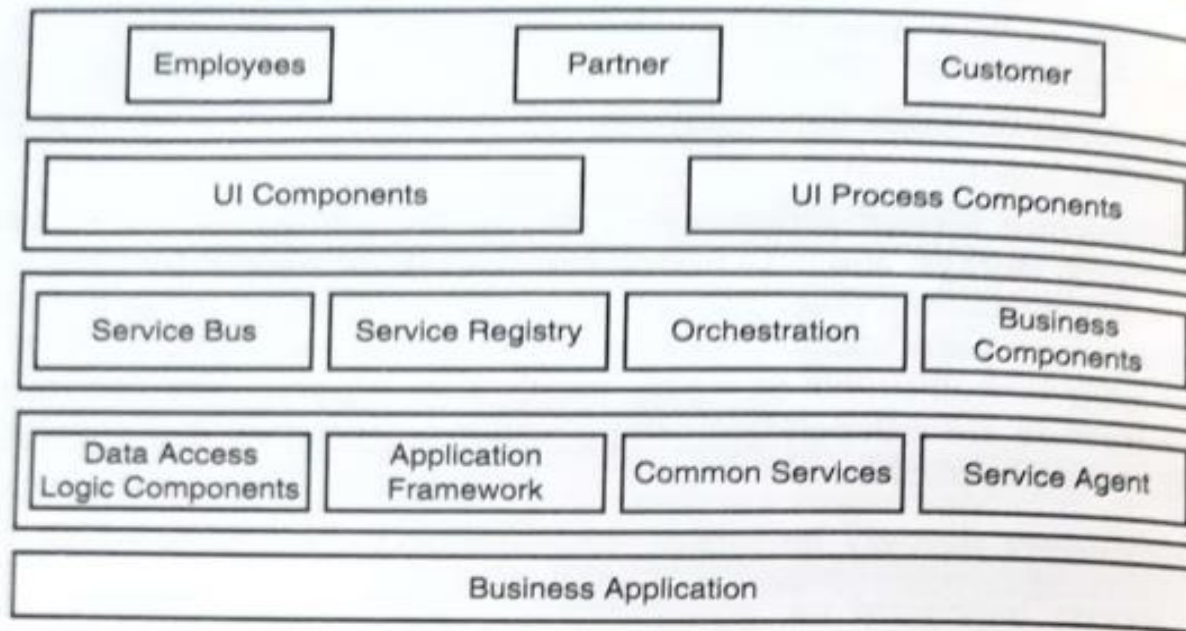 Employees
Partner
Customer
UI Components
UI Process Components
Service Bus
Service Registry
Orchestration
Business
Components
Data Access
Logic Components
Application
Framework
Common Services
Service Agent
Business Application